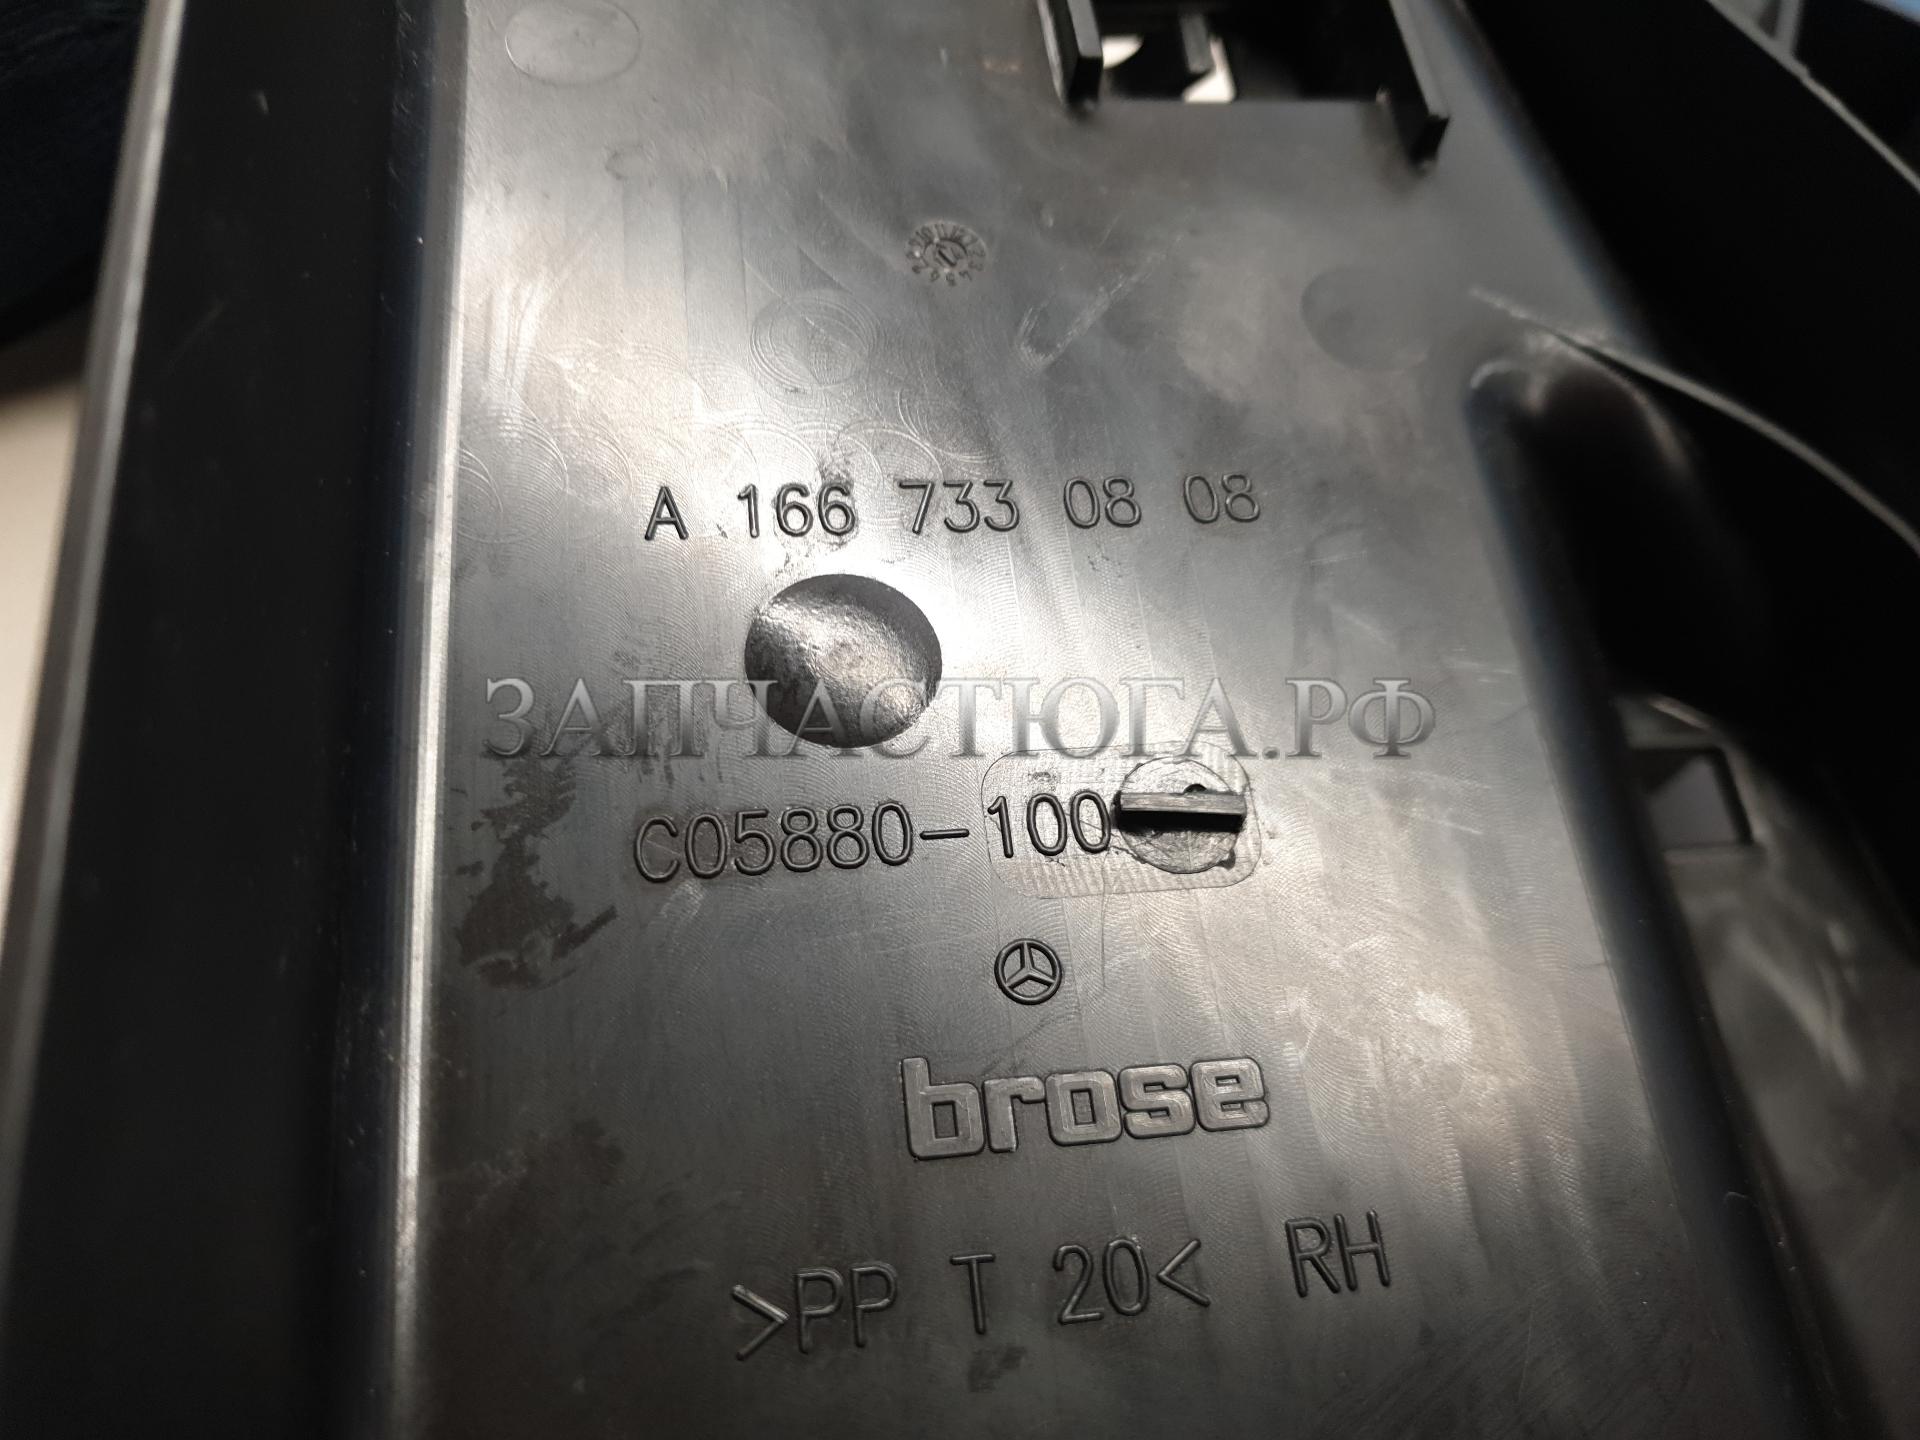 A 166 733 08 08
ЗАПЧАСТЮГА.РФ
C05880-100
brose
>PP T 20< RH